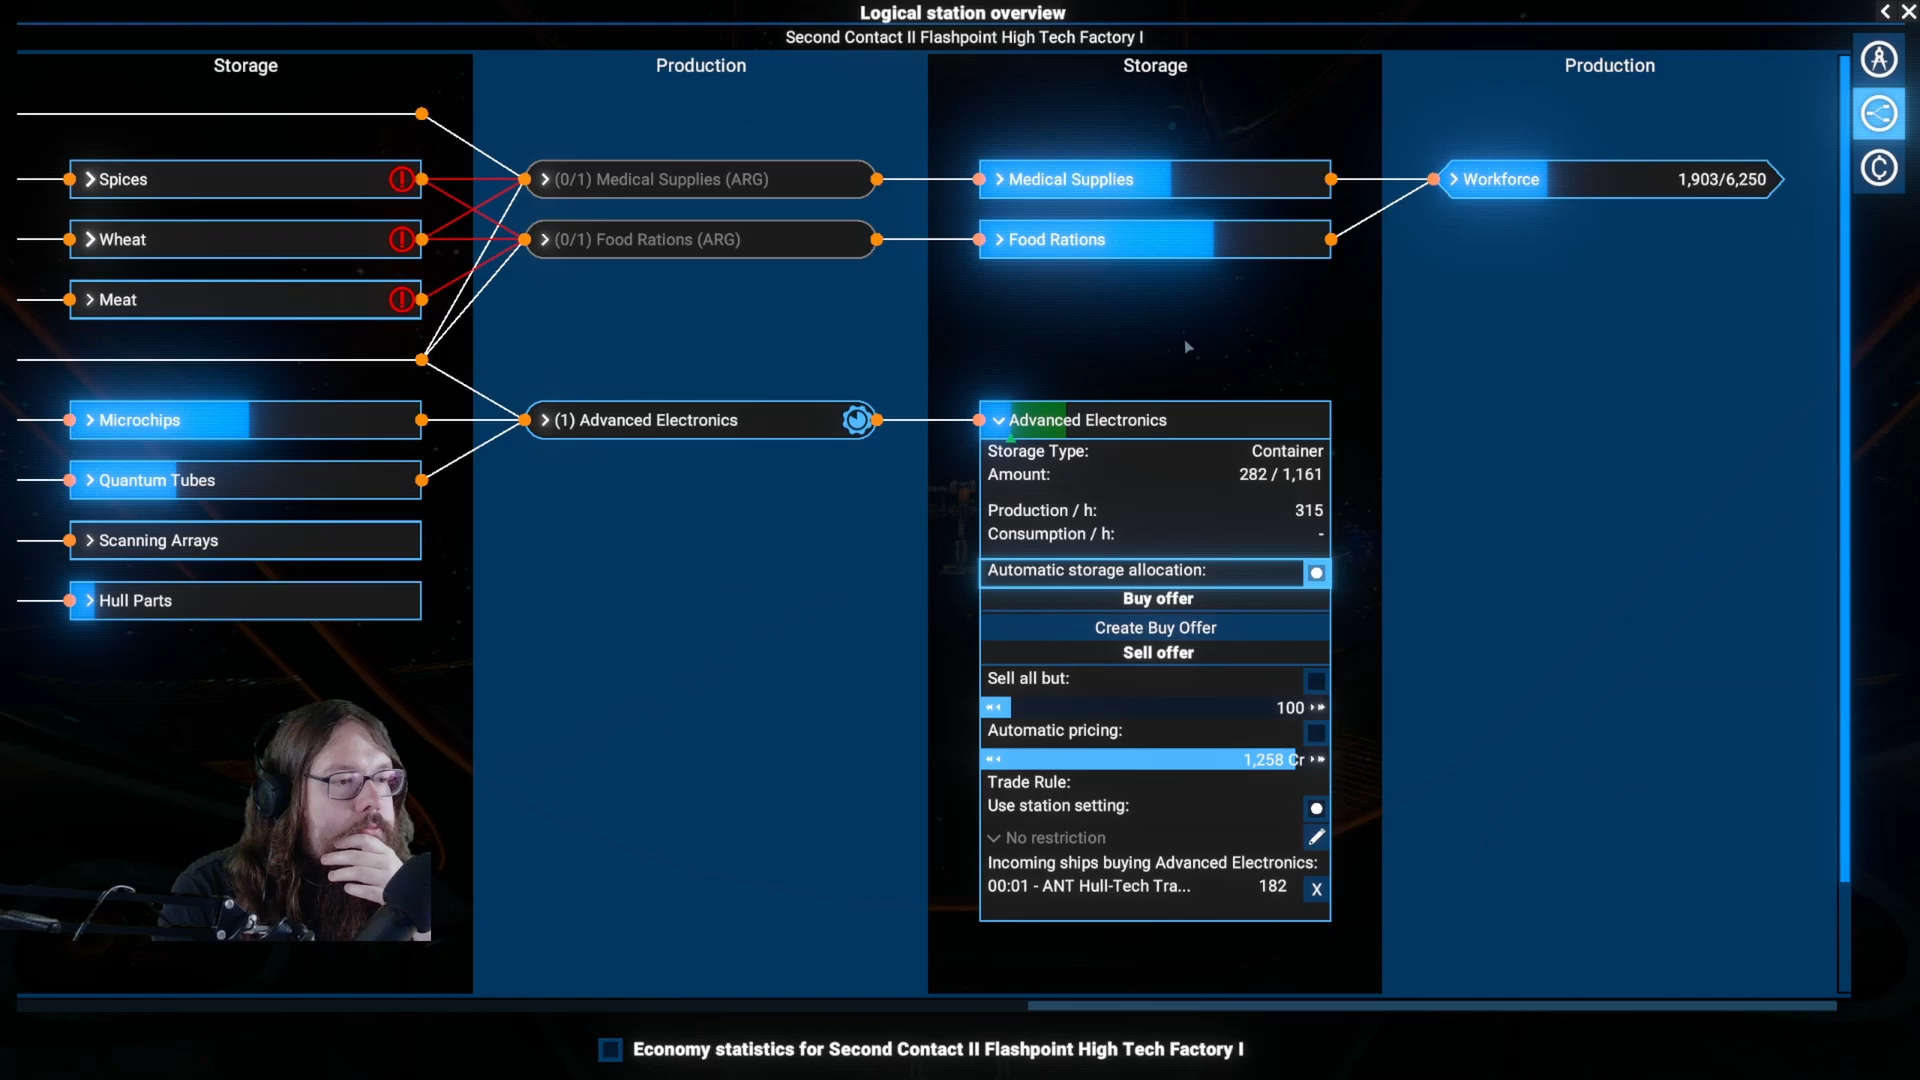 Logical station overview
Second Contact II Flashpoint High Tech Factory I
Storage
Production
Storage
Production
Spices
(0/1) Medical Supplies (ARG)
Medical Supplies
Workforce 1,903/6,250
Wheat
(0/1) Food Rations (ARG)
Food Rations
Meat
Microchips
(1) Advanced Electronics
Advanced Electronics
Quantum Tubes
Scanning Arrays
Hull Parts
Storage Type: Container
Amount: 282 / 1,161
Production / h: 315
Consumption / h: -
Automatic storage allocation:
Buy offer
Create Buy Offer
Sell offer
Sell all but:
100
Automatic pricing:
1,258 Cr
Trade Rule:
Use station setting:
No restriction
Incoming ships buying Advanced Electronics:
00:01 - ANT Hull-Tech Tra... 182 X
Economy statistics for Second Contact II Flashpoint High Tech Factory I